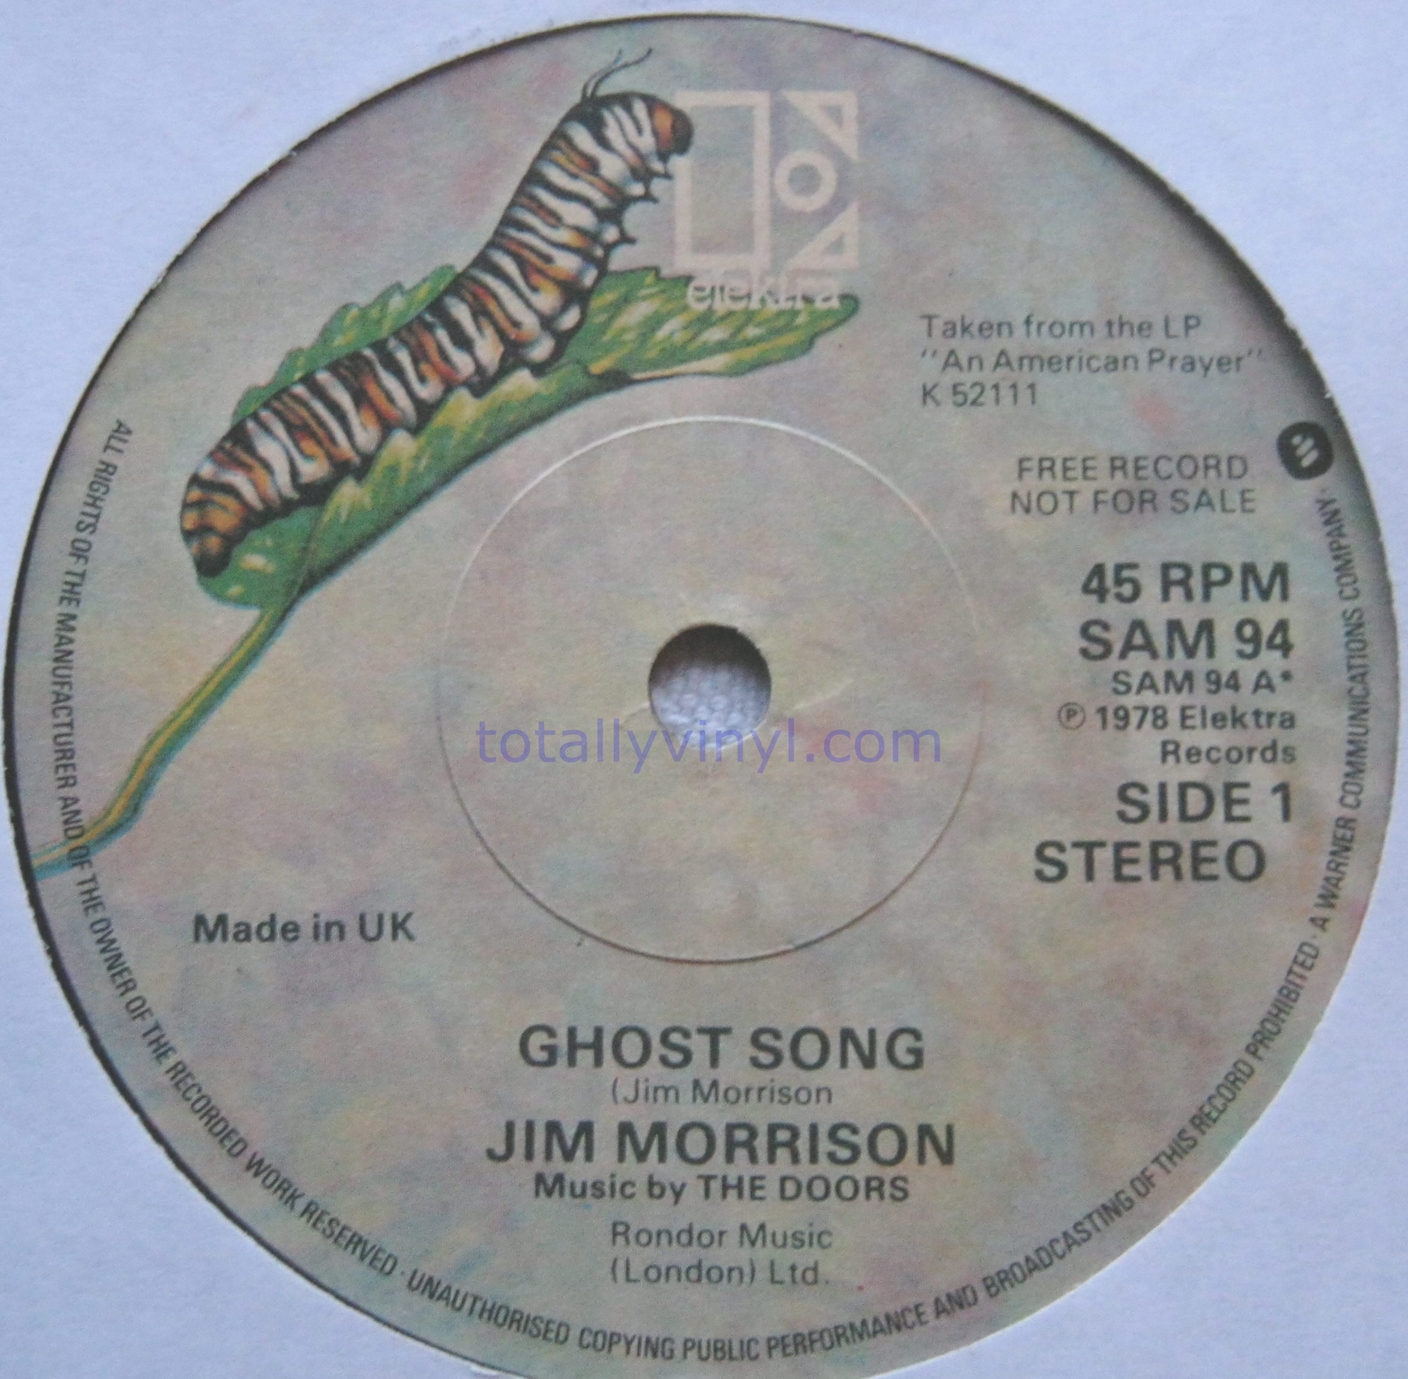 elektra
Taken from the LP
"An American Prayer"
K 52111
FREE RECORD
NOT FOR SALE
45 RPM
SAM 94
SAM 94 A*
℗ 1978 Elektra
Records
SIDE 1
STEREO
totallyvinyl.com
Made in UK
GHOST SONG
(Jim Morrison
JIM MORRISON
Music by THE DOORS
Rondor Music
(London) Ltd.
ALL RIGHTS OF THE MANUFACTURER AND OF THE OWNER OF THE RECORDED WORK RESERVED · UNAUTHORISED COPYING PUBLIC PERFORMANCE AND BROADCASTING OF THIS RECORD PROHIBITED · A WARNER COMMUNICATIONS COMPANY·